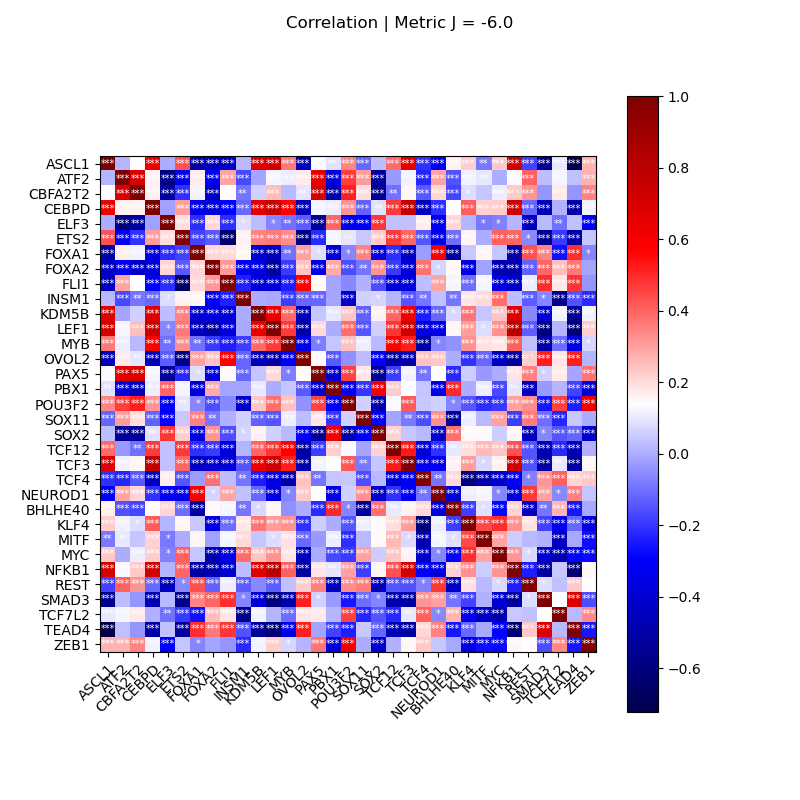 Correlation | Metric J = -6.0
ASCL1
ATF2
CBFA2T2
CEBPD
ELF3
ETS2
FOXA1
FOXA2
FLI1
INSM1
KDM5B
LEF1
MYB
OVOL2
PAX5
PBX1
POU3F2
SOX11
SOX2
TCF12
TCF3
TCF4
NEUROD1
BHLHE40
KLF4
MITF
MYC
NFKB1
REST
SMAD3
TCF7L2
TEAD4
ZEB1
ASCL1
ATF2
CBFA2T2
CEBPD
ELF3
ETS2
FOXA1
FOXA2
FLI1
INSM1
KDM5B
LEF1
MYB
OVOL2
PAX5
PBX1
POU3F2
SOX11
SOX2
TCF12
TCF3
TCF4
NEUROD1
BHLHE40
KLF4
MITF
MYC
NFKB1
REST
SMAD3
TCF7L2
TEAD4
ZEB1
1.0
0.8
0.6
0.4
0.2
0.0
−0.2
−0.4
−0.6